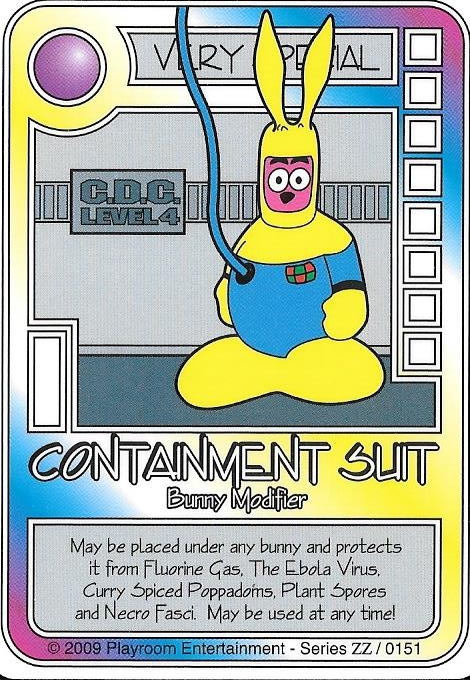 VERY SPECIAL
C.D.C.
LEVEL 4
CONTAINMENT SUIT
Bunny Modifier
May be placed under any bunny and protects
it from Fluorine Gas, The Ebola Virus,
Curry Spiced Poppadoms, Plant Spores
and Necro Fasci. May be used at any time!
© 2009 Playroom Entertainment - Series ZZ / 0151